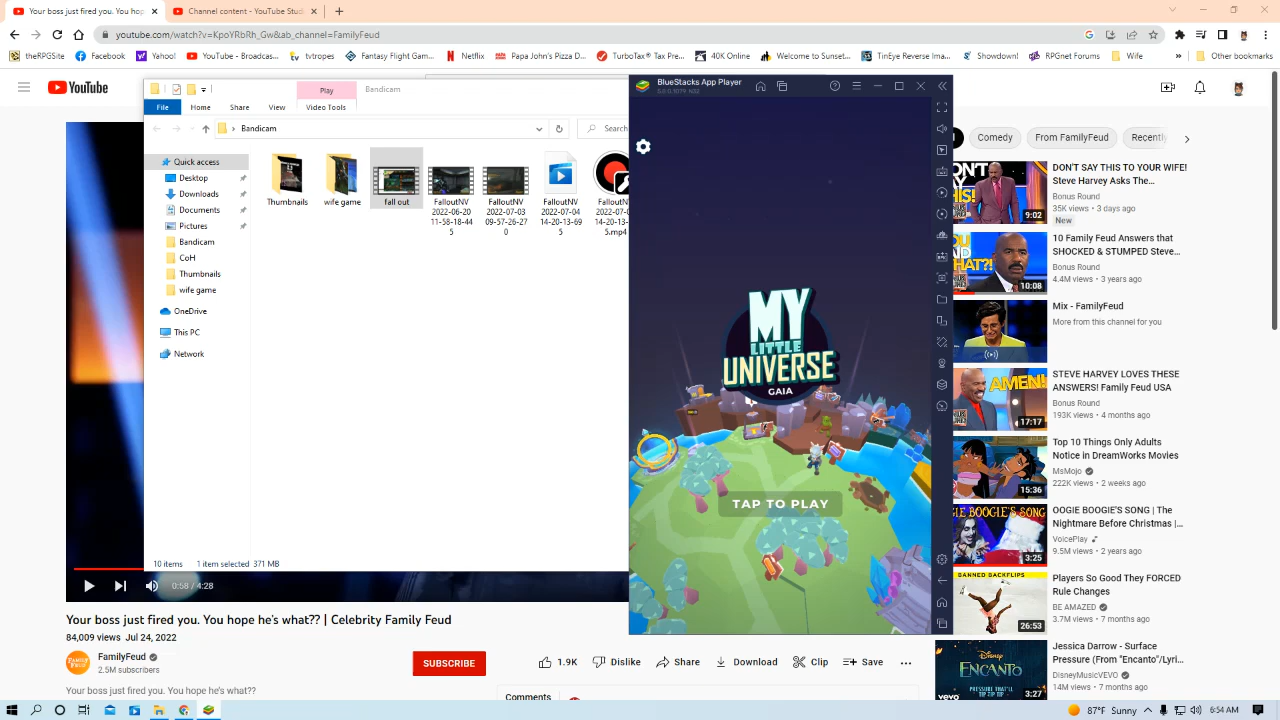 Your boss just fired you. You hop
Channel content - YouTube Stud
youtube.com/watch?v=KpoYRbRh_Gw&ab_channel=FamilyFeud
theRPGSite
Facebook
Yahoo!
YouTube
tvtropes
Fantasy Flight Gam...
Netflix
Papa John's Pizza D...
TurboTax® Tax Pre...
40K Online
Welcome to Sunset...
TinEye Reverse Ima...
Showdown!
RPGnet Forums
Wife
»
Other bookmarks
YouTube
Play
Bandicam
File
Home
Share
View
Video Tools
Bandicam
Search
Quick access
Desktop
Downloads
Documents
Pictures
Bandicam
CoH
Thumbnails
wife game
OneDrive
This PC
Network
Thumbnails
wife game
fall out
FalloutNV
2022-06-20
11-58-18-44
5
FalloutNV
2022-07-03
09-57-26-27
0
FalloutNV
2022-07-04
14-20-13-69
5
FalloutNV
14-20-13-
5.mp4
10 items
1 item selected 371 MB
BlueStacks App Player
MY
LITTLE
UNIVERSE
GAIA
TAP TO PLAY
0:58 / 4:28
Your boss just fired you. You hope he's what?? | Celebrity Family Feud
84,009 views Jul 24, 2022
FamilyFeud
2.5M subscribers
SUBSCRIBE
1.9K
Dislike
Share
Download
Clip
Save
Your boss just fired you. You hope he's what??
Comments
Comedy
From FamilyFeud
Recently
9:02
DON'T SAY THIS TO YOUR WIFE!
Steve Harvey Asks The...
Bonus Round
35K views • 3 days ago
New
10:08
10 Family Feud Answers that
SHOCKED & STUMPED Steve...
Bonus Round
4.4M views • 3 years ago
Mix - FamilyFeud
More from this channel for you
AMEN!
17:17
STEVE HARVEY LOVES THESE
ANSWERS! Family Feud USA
Bonus Round
193K views • 4 months ago
15:36
Top 10 Things Only Adults
Notice in DreamWorks Movies
MsMojo
222K views • 2 weeks ago
OOGIE BOOGIE'S SONG
3:25
OOGIE BOOGIE'S SONG | The
Nightmare Before Christmas |...
VoicePlay
9.5M views • 2 years ago
BANNED BACKFLIPS
26:53
Players So Good They FORCED
Rule Changes
BE AMAZED
3.7M views • 7 months ago
Disney
ENCANTO
vevo
3:27
Jessica Darrow - Surface
Pressure (From "Encanto"/Lyri...
DisneyMusicVEVO
14M views • 7 months ago
87°F Sunny
6:54 AM